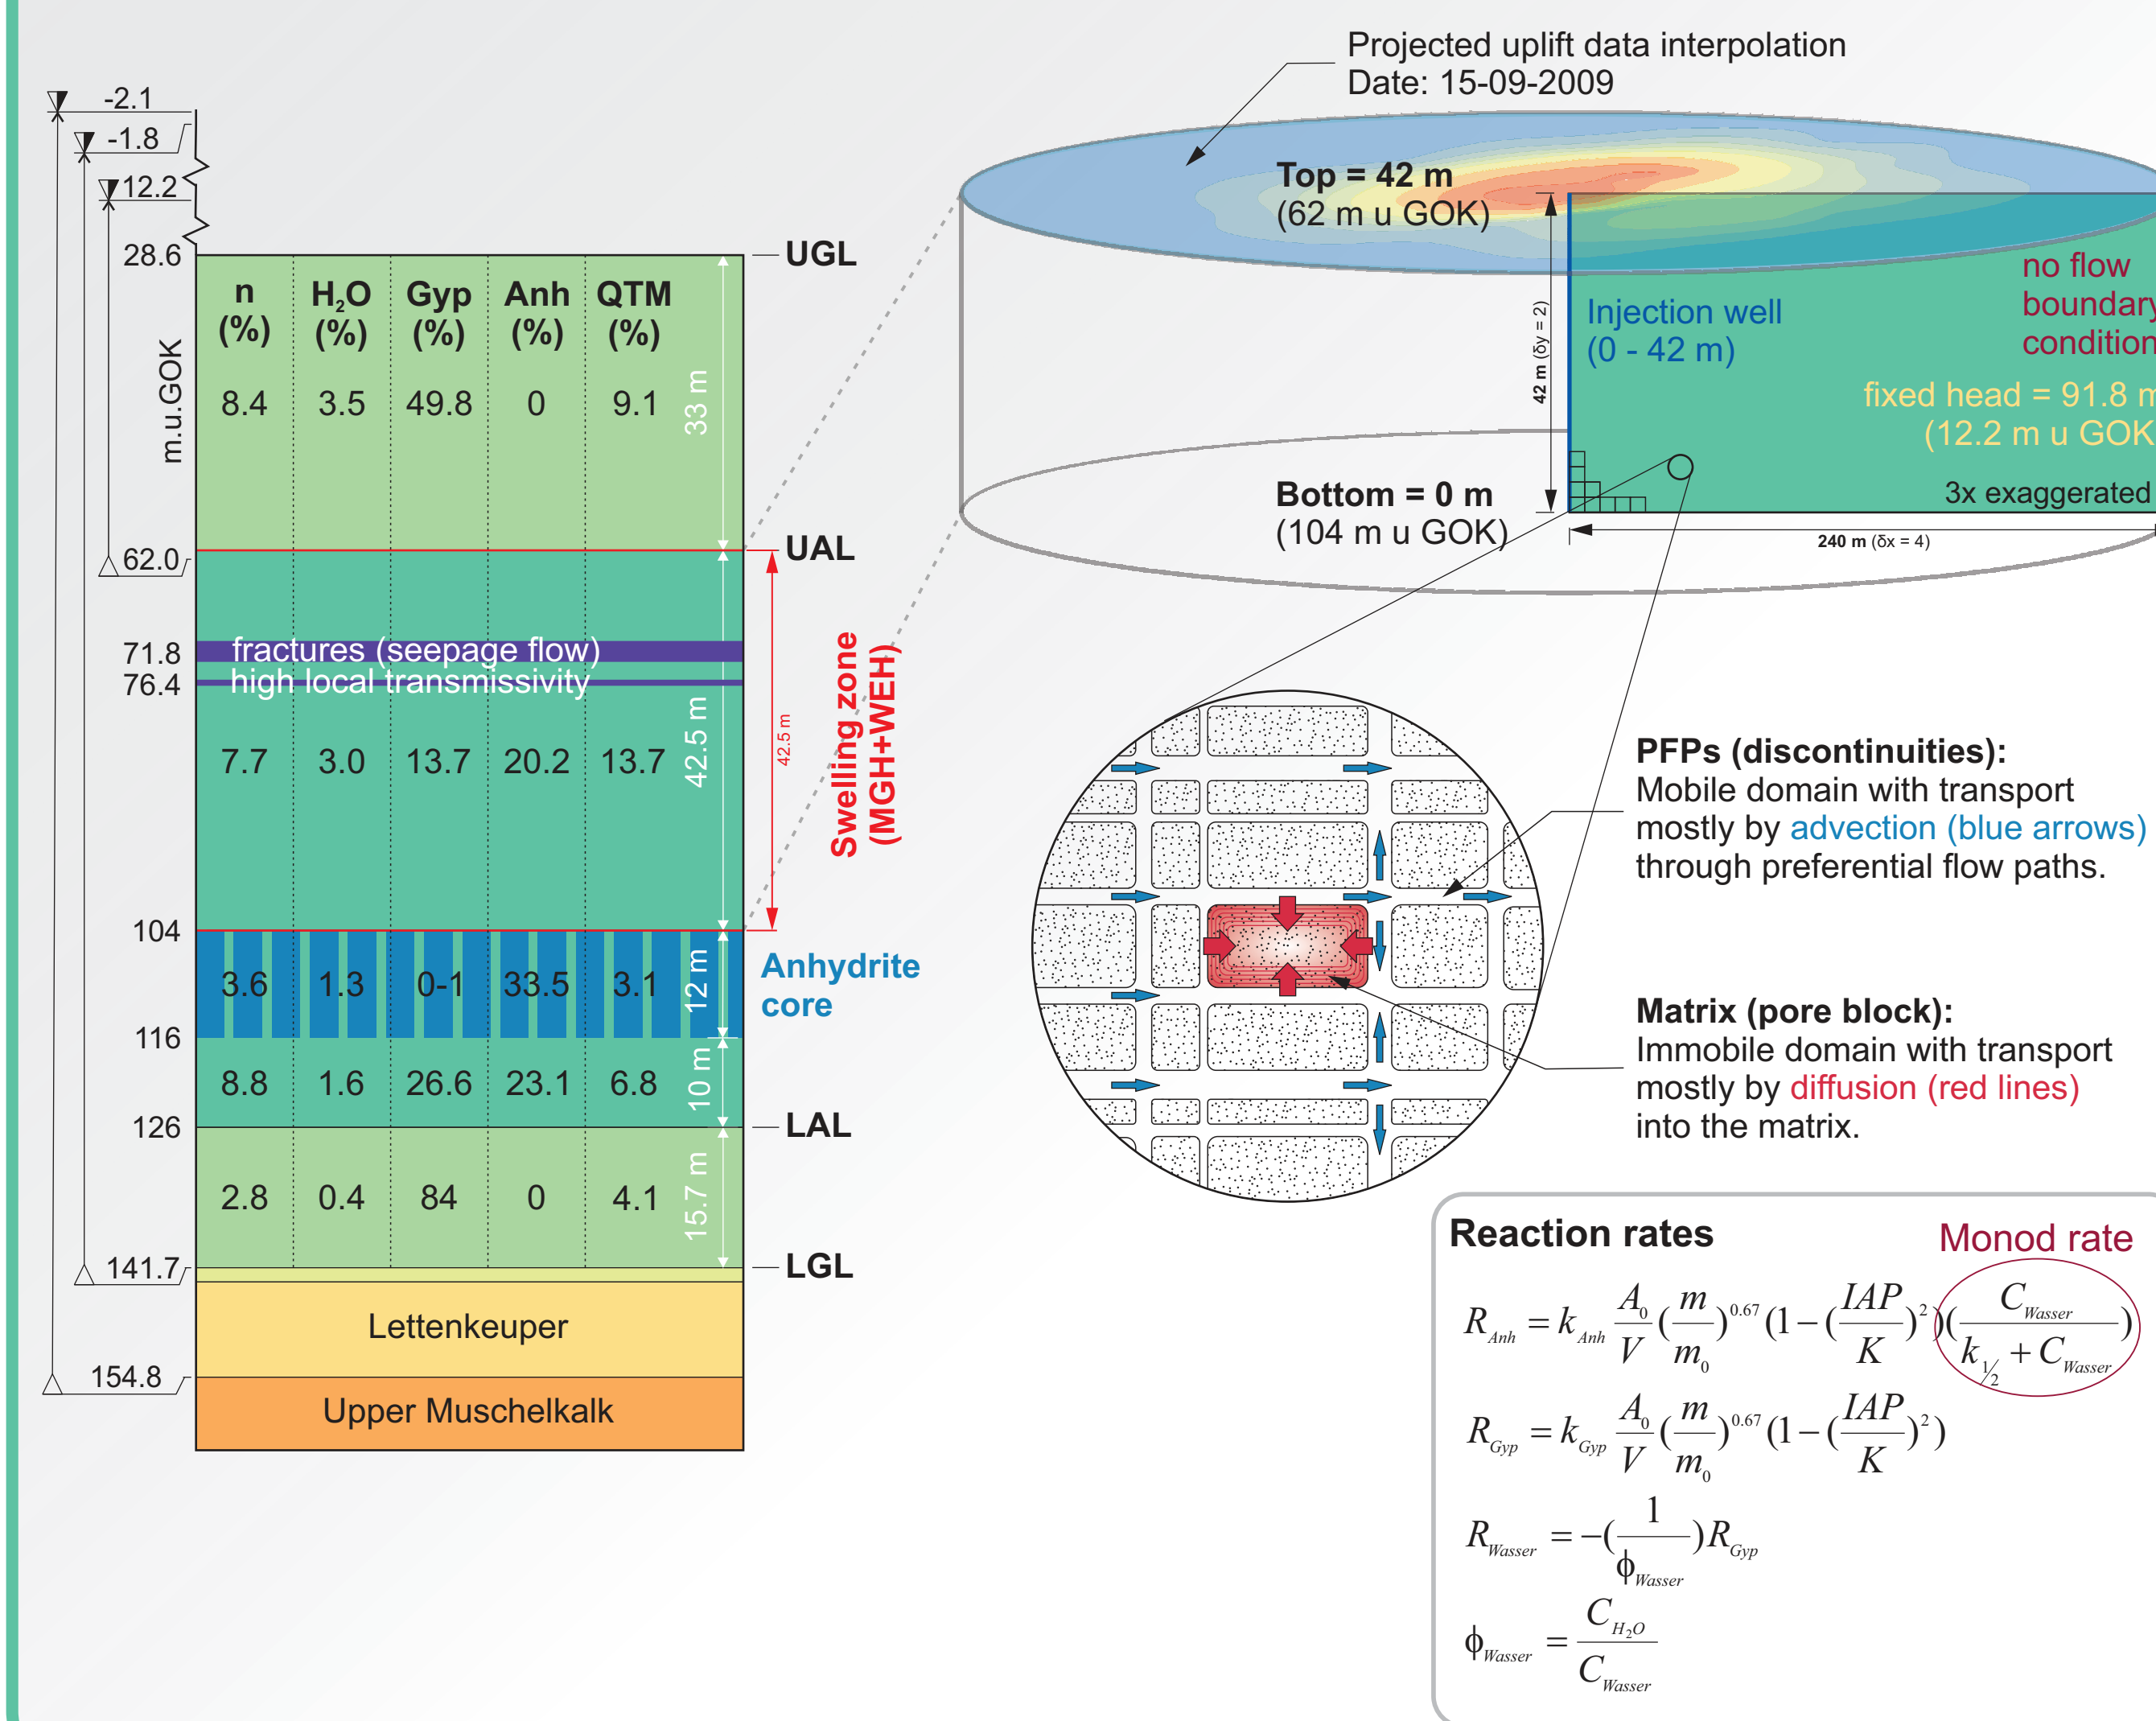 -2.1
-1.8
12.2
28.6
m.u.GOK
62.0
71.8
76.4
104
116
126
141.7
154.8
UGL
n (%)
H₂O (%)
Gyp (%)
Anh (%)
QTM (%)
8.4 3.5 49.8 0 9.1
33 m
UAL
fractures (seepage flow)
high local transmissivity
7.7 3.0 13.7 20.2 13.7
42.5 m
42.5 m
Swelling zone
(MGH+WEH)
3.6 1.3 0-1 33.5 3.1
12 m
Anhydrite
core
8.8 1.6 26.6 23.1 6.8
10 m
LAL
2.8 0.4 84 0 4.1
15.7 m
LGL
Lettenkeuper
Upper Muschelkalk
Projected uplift data interpolation
Date: 15-09-2009
Top = 42 m
(62 m u GOK)
42 m (δy = 2)
Injection well
(0 - 42 m)
no flow
boundary
condition
fixed head = 91.8 m
(12.2 m u GOK
3x exaggerated
Bottom = 0 m
(104 m u GOK)
240 m (δx = 4)
PFPs (discontinuities):
Mobile domain with transport
mostly by advection (blue arrows)
through preferential flow paths.
Matrix (pore block):
Immobile domain with transport
mostly by diffusion (red lines)
into the matrix.
Reaction rates
Monod rate
R_Anh = k_Anh A₀/V (m/m₀)^0.67 (1−(IAP/K)²)(C_Wasser/(k_½ + C_Wasser))
R_Gyp = k_Gyp A₀/V (m/m₀)^0.67 (1−(IAP/K)²)
R_Wasser = −(1/ϕ_Wasser) R_Gyp
ϕ_Wasser = C_H₂O/C_Wasser